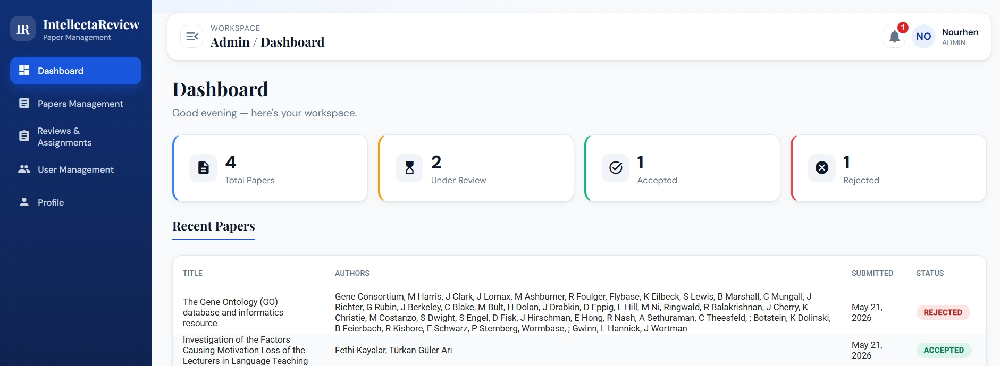 IR
IntellectaReview
Paper Management
Dashboard
Papers Management
Reviews &
Assignments
User Management
Profile
WORKSPACE
Admin / Dashboard
1
NO
Nourhen
ADMIN
Dashboard
Good evening — here's your workspace.
4
Total Papers
2
Under Review
1
Accepted
1
Rejected
Recent Papers
TITLE AUTHORS SUBMITTED STATUS
The Gene Ontology (GO)
database and informatics
resource
Gene Consortium, M Harris, J Clark, J Lomax, M Ashburner, R Foulger, Flybase, K Eilbeck, S Lewis, B Marshall, C Mungall, J
Richter, G Rubin, J Berkeley, C Blake, M Bult, H Dolan, J Drabkin, D Eppig, L Hill, M Ni, Ringwald, R Balakrishnan, J Cherry, K
Christie, M Costanzo, S Dwight, S Engel, D Fisk, J Hirschman, E Hong, R Nash, A Sethuraman, C Theesfeld, ; Botstein, K Dolinski,
B Feierbach, R Kishore, E Schwarz, P Sternberg, Wormbase, ; Gwinn, L Hannick, J Wortman
May 21,
2026
REJECTED
Investigation of the Factors
Causing Motivation Loss of the
Lecturers in Language Teaching
Fethi Kayalar, Türkan Güler Arı
May 21,
2026
ACCEPTED